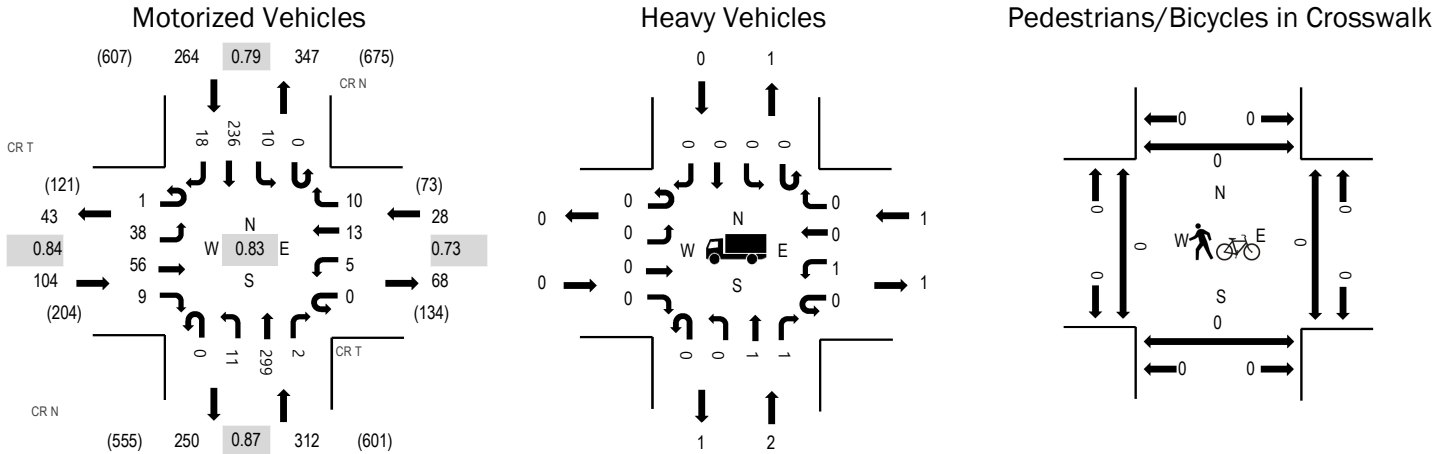 Motorized Vehicles
(607) 264 0.79 347 (675)
CR N
CR T
18 236 10 0
(121) 1 10 (73)
43 28
38 13
0.84 W N 0.83 E S 0.73
56 5
104 9 0 68
(204) (134)
0 11 299 2
CR T
CR N
(555) 250 0.87 312 (601)
Heavy Vehicles
0 1
0 0 0 0
0 0
0 0 0 1
N
W E
0 0 1
0 S 1
0 0
0 0 1 1
1 2
Pedestrians/Bicycles in Crosswalk
0 0
0
N
0 0
0 W E 0
0 0
S
0
0 0